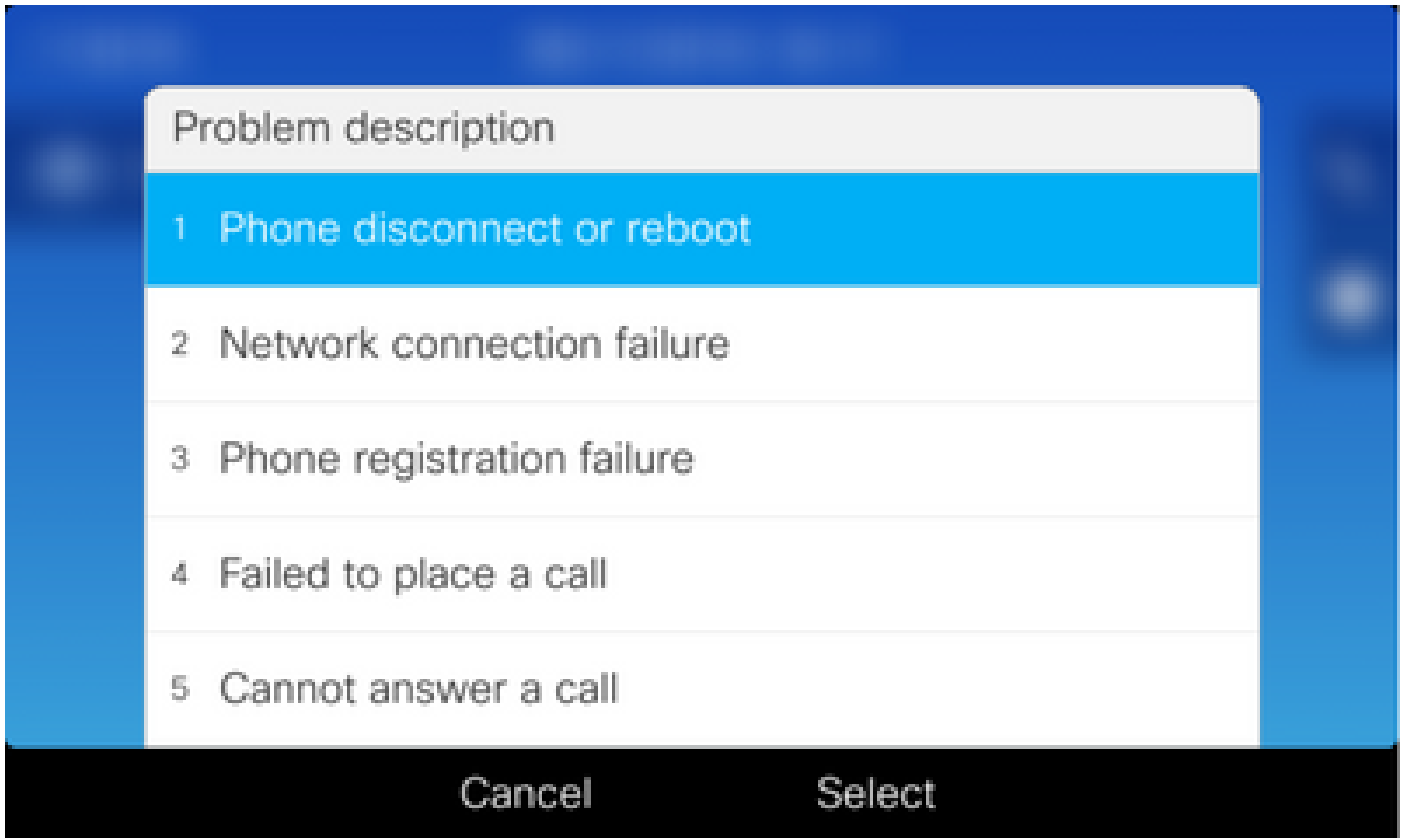 Problem description
1 Phone disconnect or reboot
2 Network connection failure
3 Phone registration failure
4 Failed to place a call
5 Cannot answer a call
Cancel Select